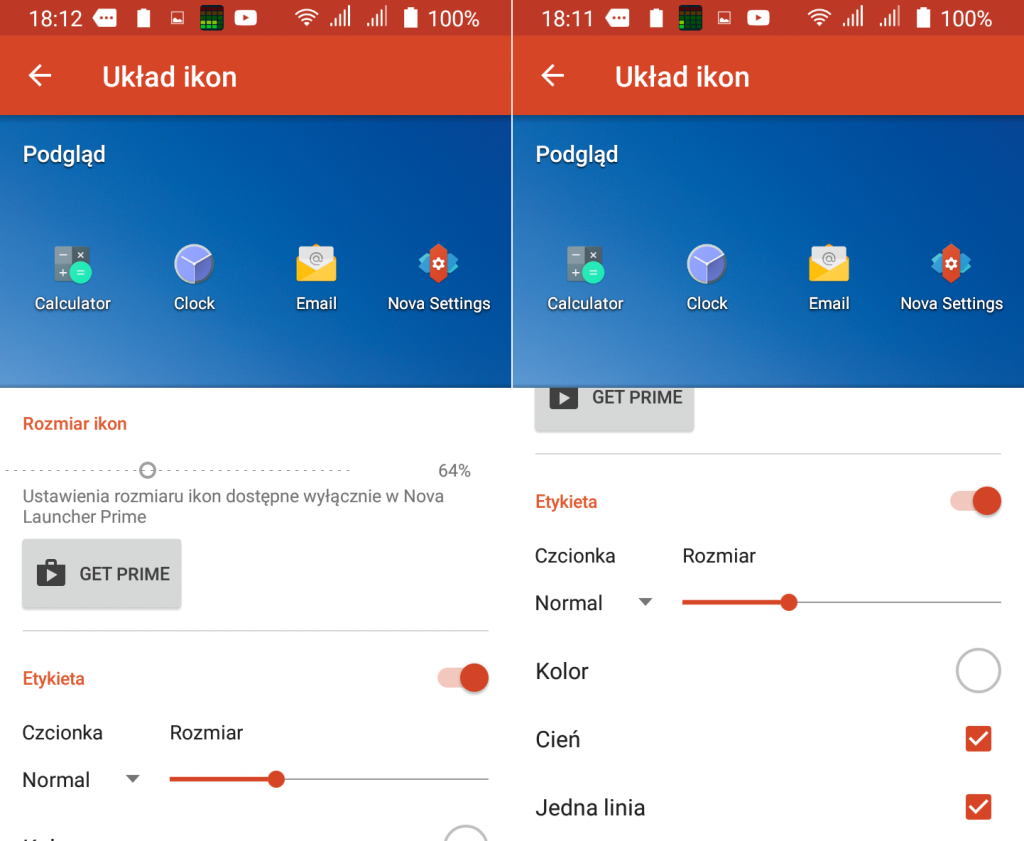 18:12 100%
Układ ikon
Podgląd
Calculator Clock Email Nova Settings
Rozmiar ikon
64%
Ustawienia rozmiaru ikon dostępne wyłącznie w Nova
Launcher Prime
GET PRIME
Etykieta
Czcionka Rozmiar
Normal
18:11 100%
Układ ikon
Podgląd
Calculator Clock Email Nova Settings
GET PRIME
Etykieta
Czcionka Rozmiar
Normal
Kolor
Cień
Jedna linia